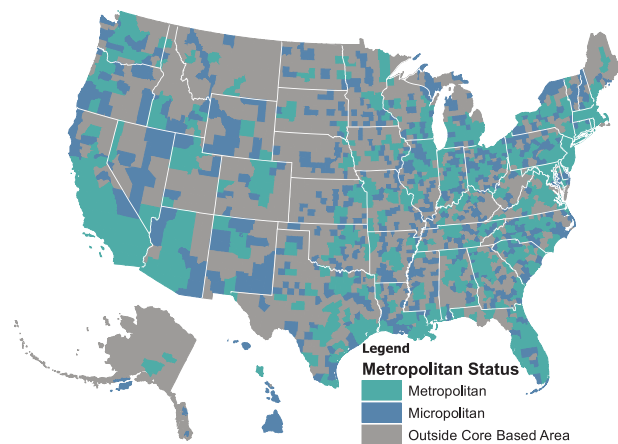 Legend
Metropolitan Status
Metropolitan
Micropolitan
Outside Core Based Area